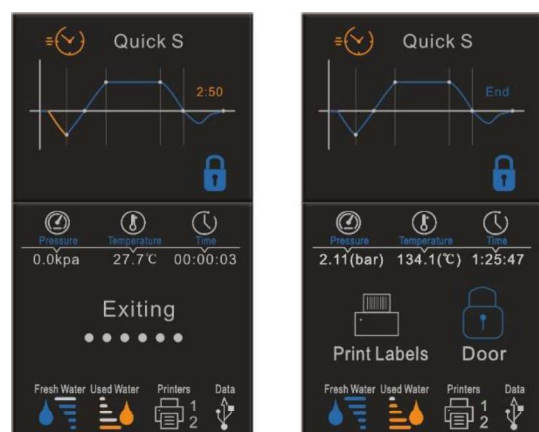 Quick S
2:50
Pressure Temperature Time
0.0kpa 27.7℃ 00:00:03
Exiting
Fresh Water Used Water Printers Data
1
2
Quick S
End
Pressure Temperature Time
2.11(bar) 134.1(℃) 1:25:47
Print Labels Door
Fresh Water Used Water Printers Data
1
2